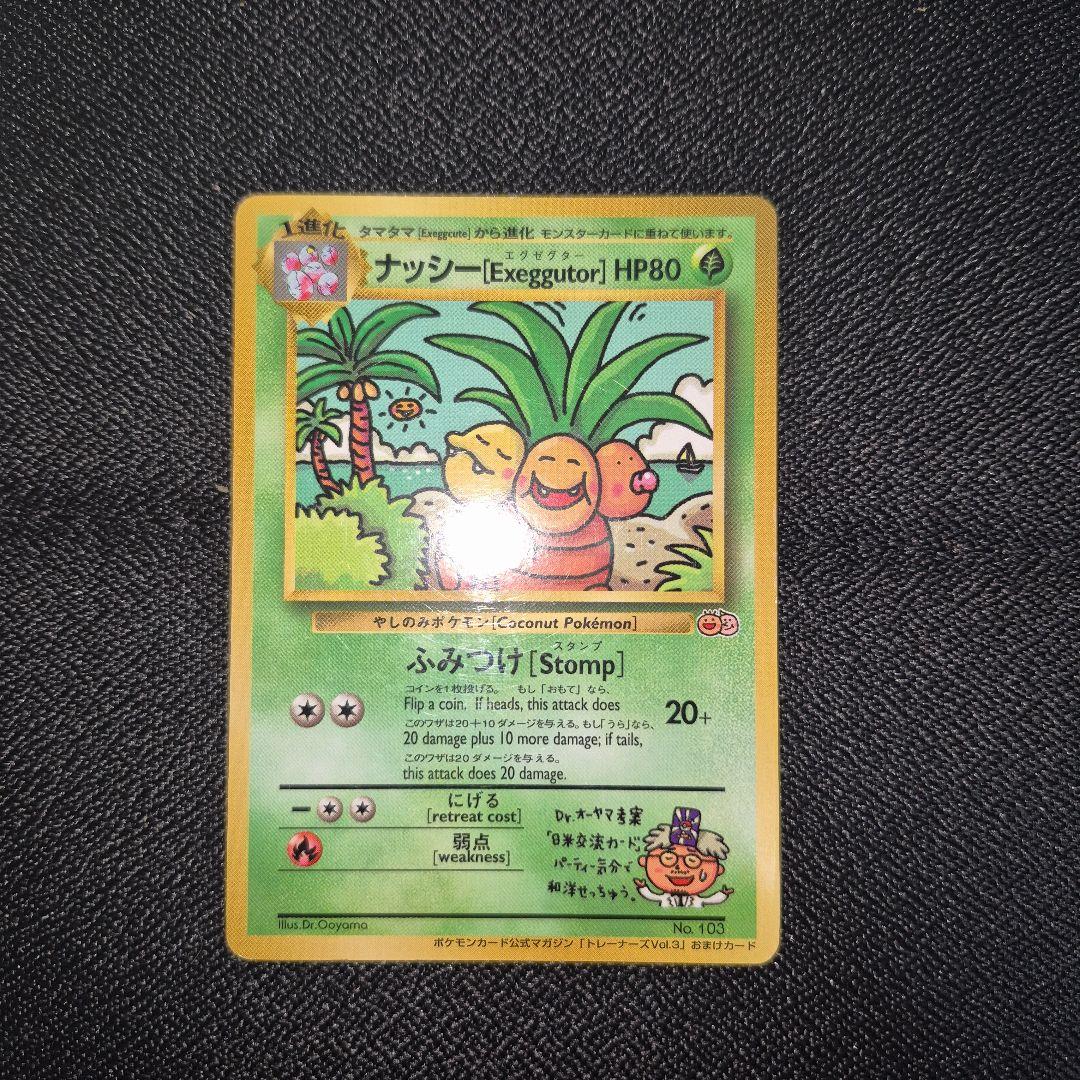 1進化
タマタマ[Exeggcute]から進化 モンスターカードに重ねて使います。
エグゼグター
ナッシー[Exeggutor] HP80
やしのみポケモン[Coconut Pokémon]
スタンプ
ふみつけ[Stomp]
コインを1枚投げる。 もし「おもて」なら、
Flip a coin. If heads, this attack does
このワザは20+10ダメージを与える。もし「うら」なら、
20 damage plus 10 more damage; if tails,
このワザは20ダメージを与える。
this attack does 20 damage.
20+
にげる
[retreat cost]
弱点
[weakness]
Dr.オーヤマ考案
「日米交流カード」
パーティー気分で
和洋せっちゅう。
Illus.Dr.Ooyama
No. 103
ポケモンカード公式マガジン「トレーナーズVol.3」おまけカード